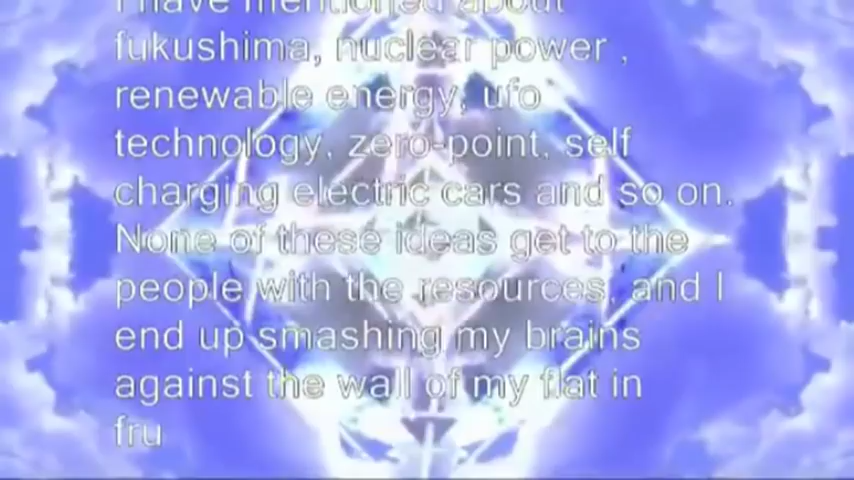 I have mentioned about
fukushima, nuclear power ,
renewable energy, ufo
technology, zero-point, self
charging electric cars and so on.
None of these ideas get to the
people with the resources, and I
end up smashing my brains
against the wall of my flat in
fru